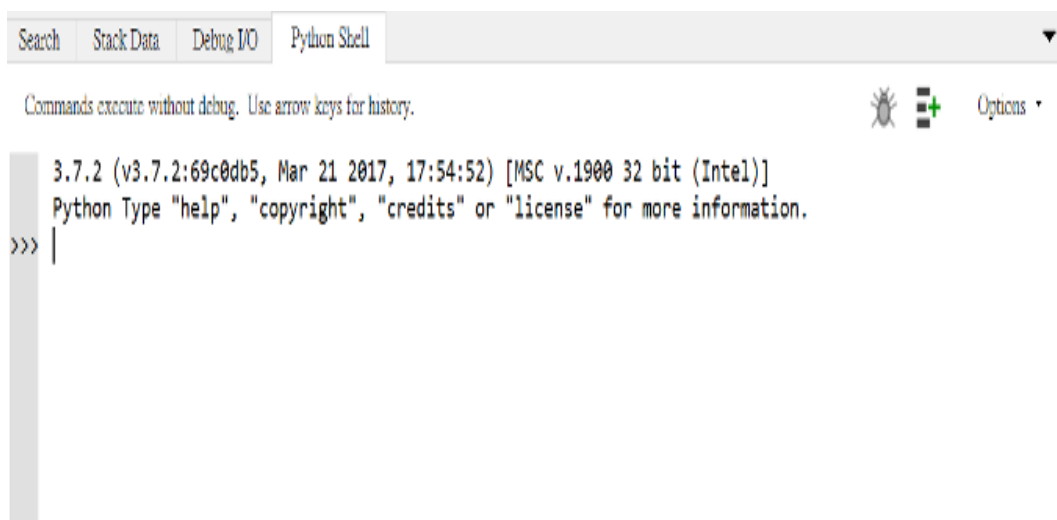 Search Stack Data Debug I/O Python Shell
Commands execute without debug. Use arrow keys for history.
Options
3.7.2 (v3.7.2:69c0db5, Mar 21 2017, 17:54:52) [MSC v.1900 32 bit (Intel)]
Python Type "help", "copyright", "credits" or "license" for more information.
>>>